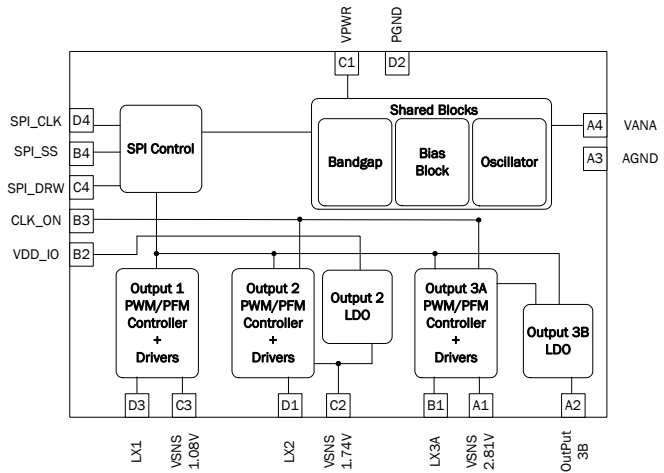 VPWR
PGND
C1
D2
Shared Blocks
SPI_CLK
D4
SPI Control
Bandgap
Bias
Block
Oscillator
A4
VANA
SPI_SS
B4
A3
AGND
SPI_DRW
C4
CLK_ON
B3
VDD_IO
B2
Output 1
PWM/PFM
Controller
+
Drivers
Output 2
PWM/PFM
Controller
+
Drivers
Output 2
LDO
Output 3A
PWM/PFM
Controller
+
Drivers
Output 3B
LDO
D3
C3
D1
C2
B1
A1
A2
LX1
VSNS
1.08V
LX2
VSNS
1.74V
LX3A
VSNS
2.81V
OutPut
3B